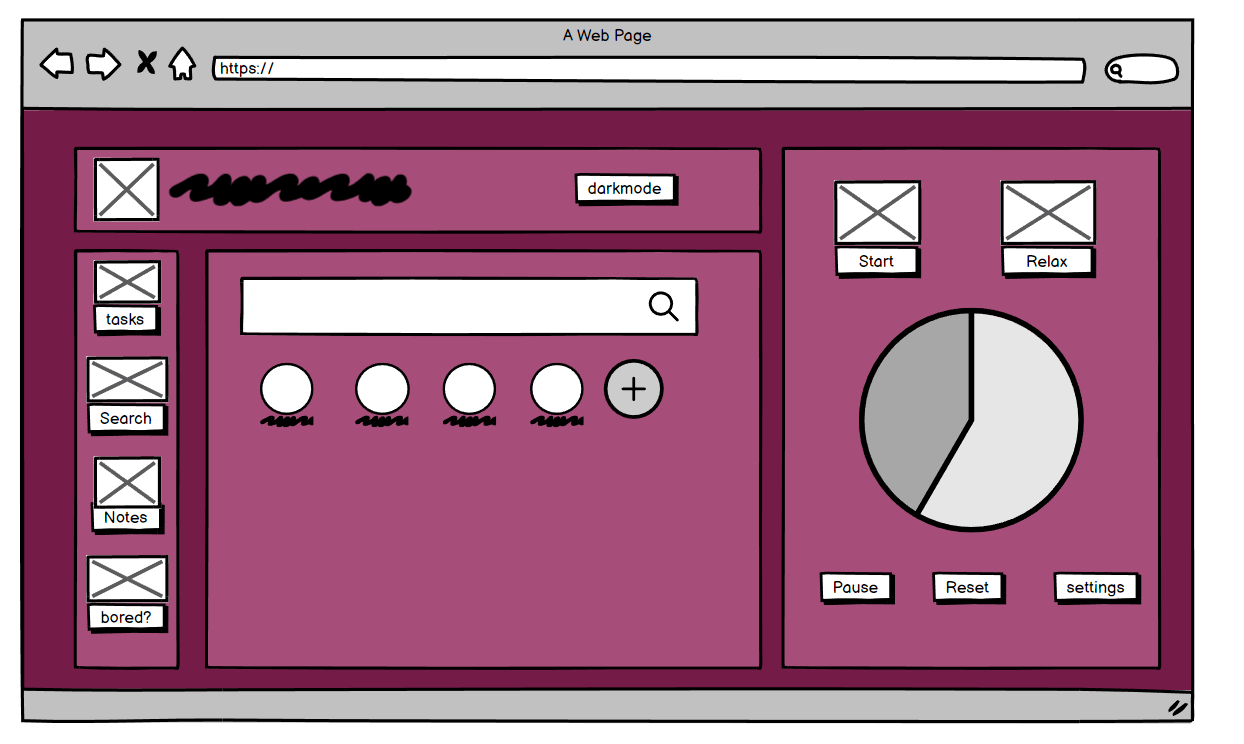 A Web Page
https://
darkmode
Start
Relax
tasks
Search
Notes
bored?
Pause
Reset
settings